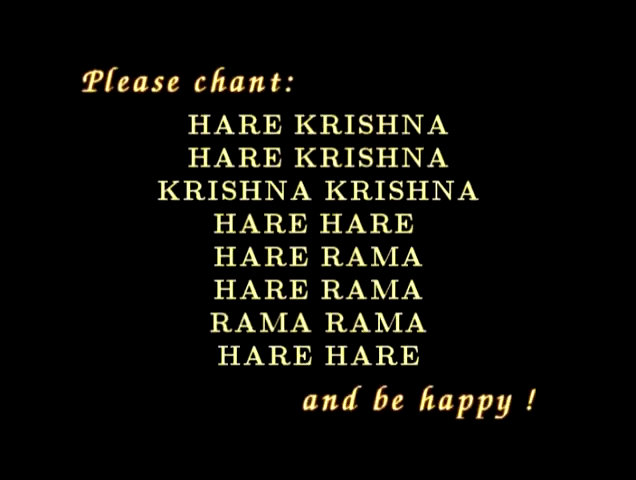 Please chant:
HARE KRISHNA
HARE KRISHNA
KRISHNA KRISHNA
HARE HARE
HARE RAMA
HARE RAMA
RAMA RAMA
HARE HARE
and be happy !